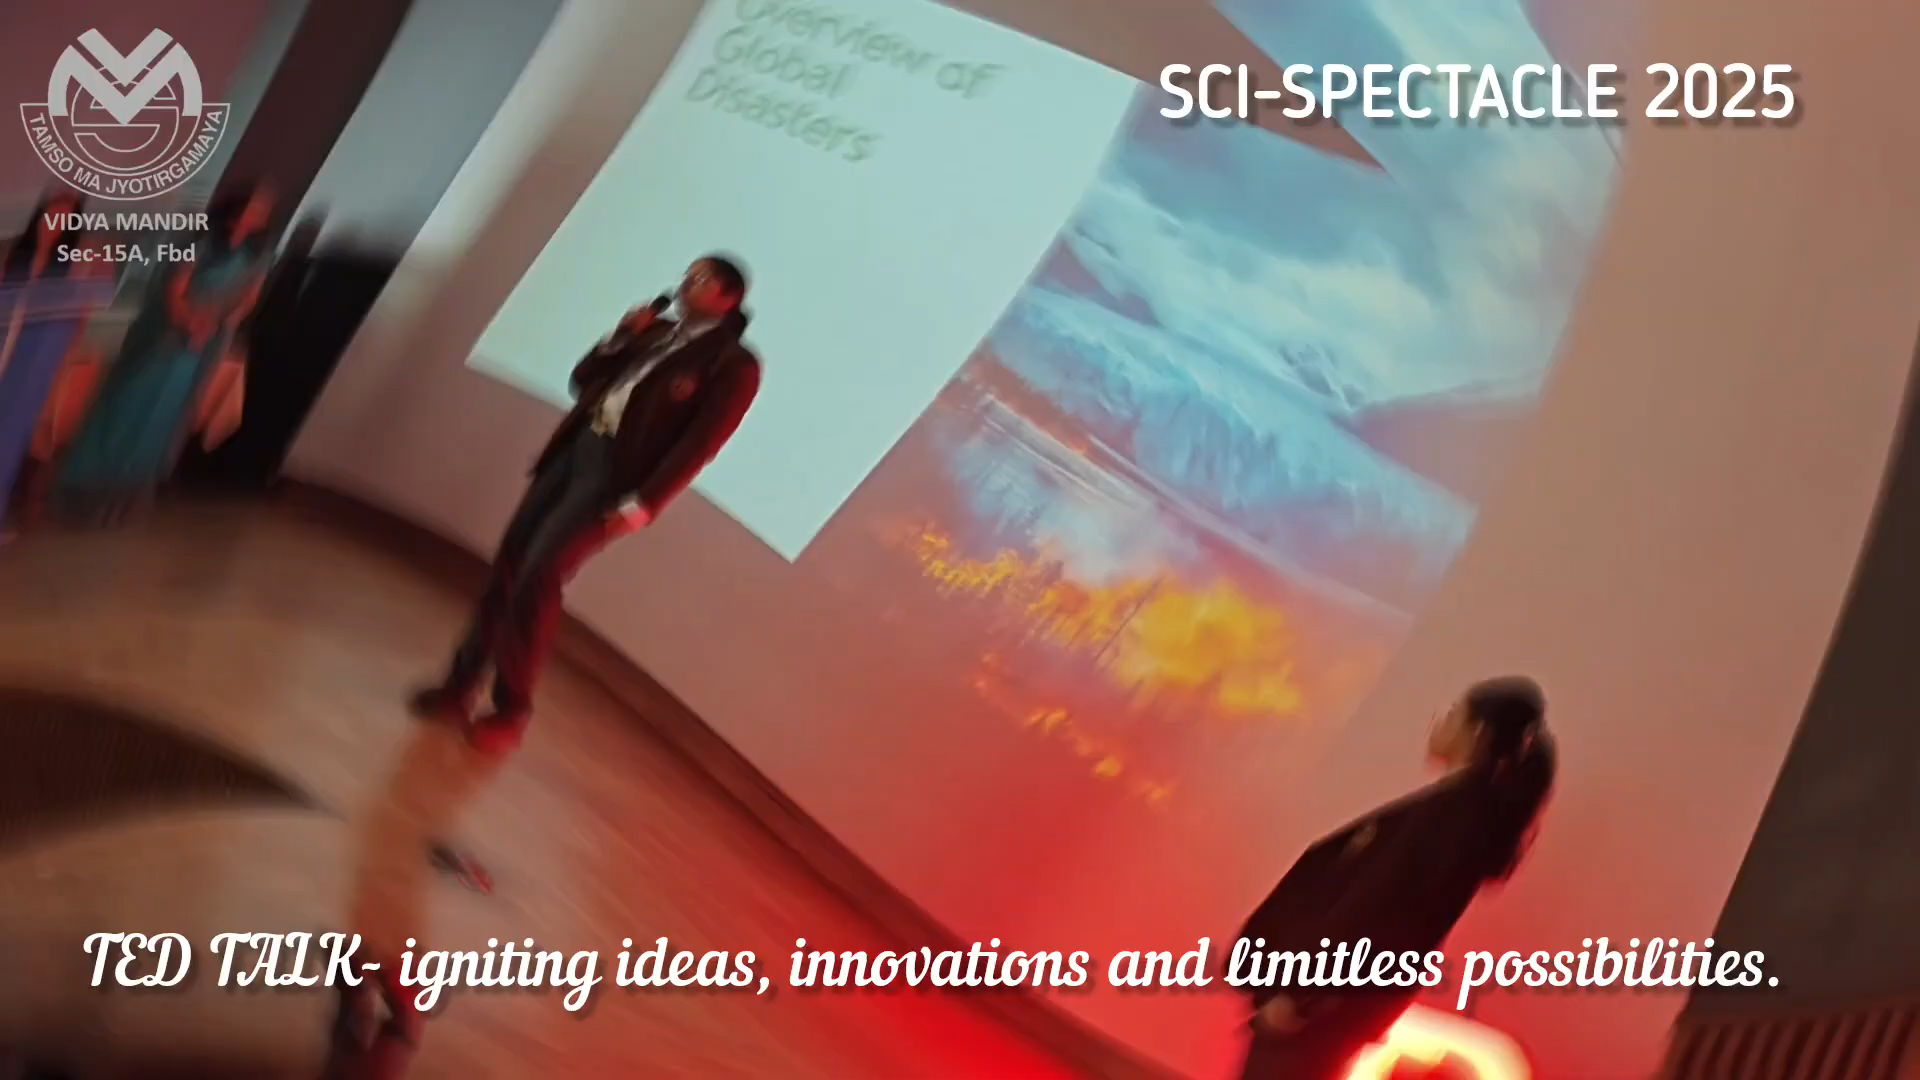 Overview of
Global
Disasters
SCI-SPECTACLE 2025
TAMSO MA JYOTIRGAMAYA
VIDYA MANDIR
Sec-15A, Fbd
TED TALK- igniting ideas, innovations and limitless possibilities.